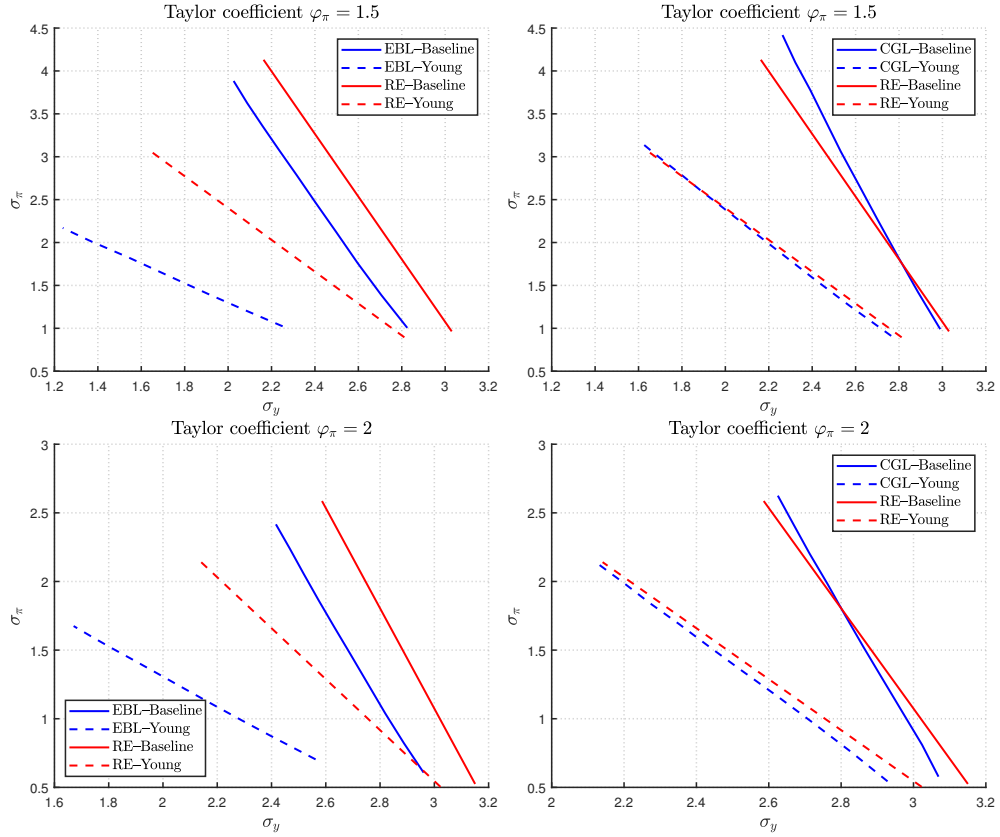 Taylor coefficient φπ = 1.5
EBL–Baseline
EBL–Young
RE–Baseline
RE–Young
4.5
4
3.5
3
2.5
2
1.5
1
0.5
σπ
1.2 1.4 1.6 1.8 2 2.2 2.4 2.6 2.8 3 3.2
σy
Taylor coefficient φπ = 1.5
CGL–Baseline
CGL–Young
RE–Baseline
RE–Young
4.5
4
3.5
3
2.5
2
1.5
1
0.5
σπ
1.2 1.4 1.6 1.8 2 2.2 2.4 2.6 2.8 3 3.2
σy
Taylor coefficient φπ = 2
EBL–Baseline
EBL–Young
RE–Baseline
RE–Young
3
2.5
2
1.5
1
0.5
σπ
1.6 1.8 2 2.2 2.4 2.6 2.8 3 3.2
σy
Taylor coefficient φπ = 2
CGL–Baseline
CGL–Young
RE–Baseline
RE–Young
3
2.5
2
1.5
1
0.5
σπ
2 2.2 2.4 2.6 2.8 3 3.2
σy